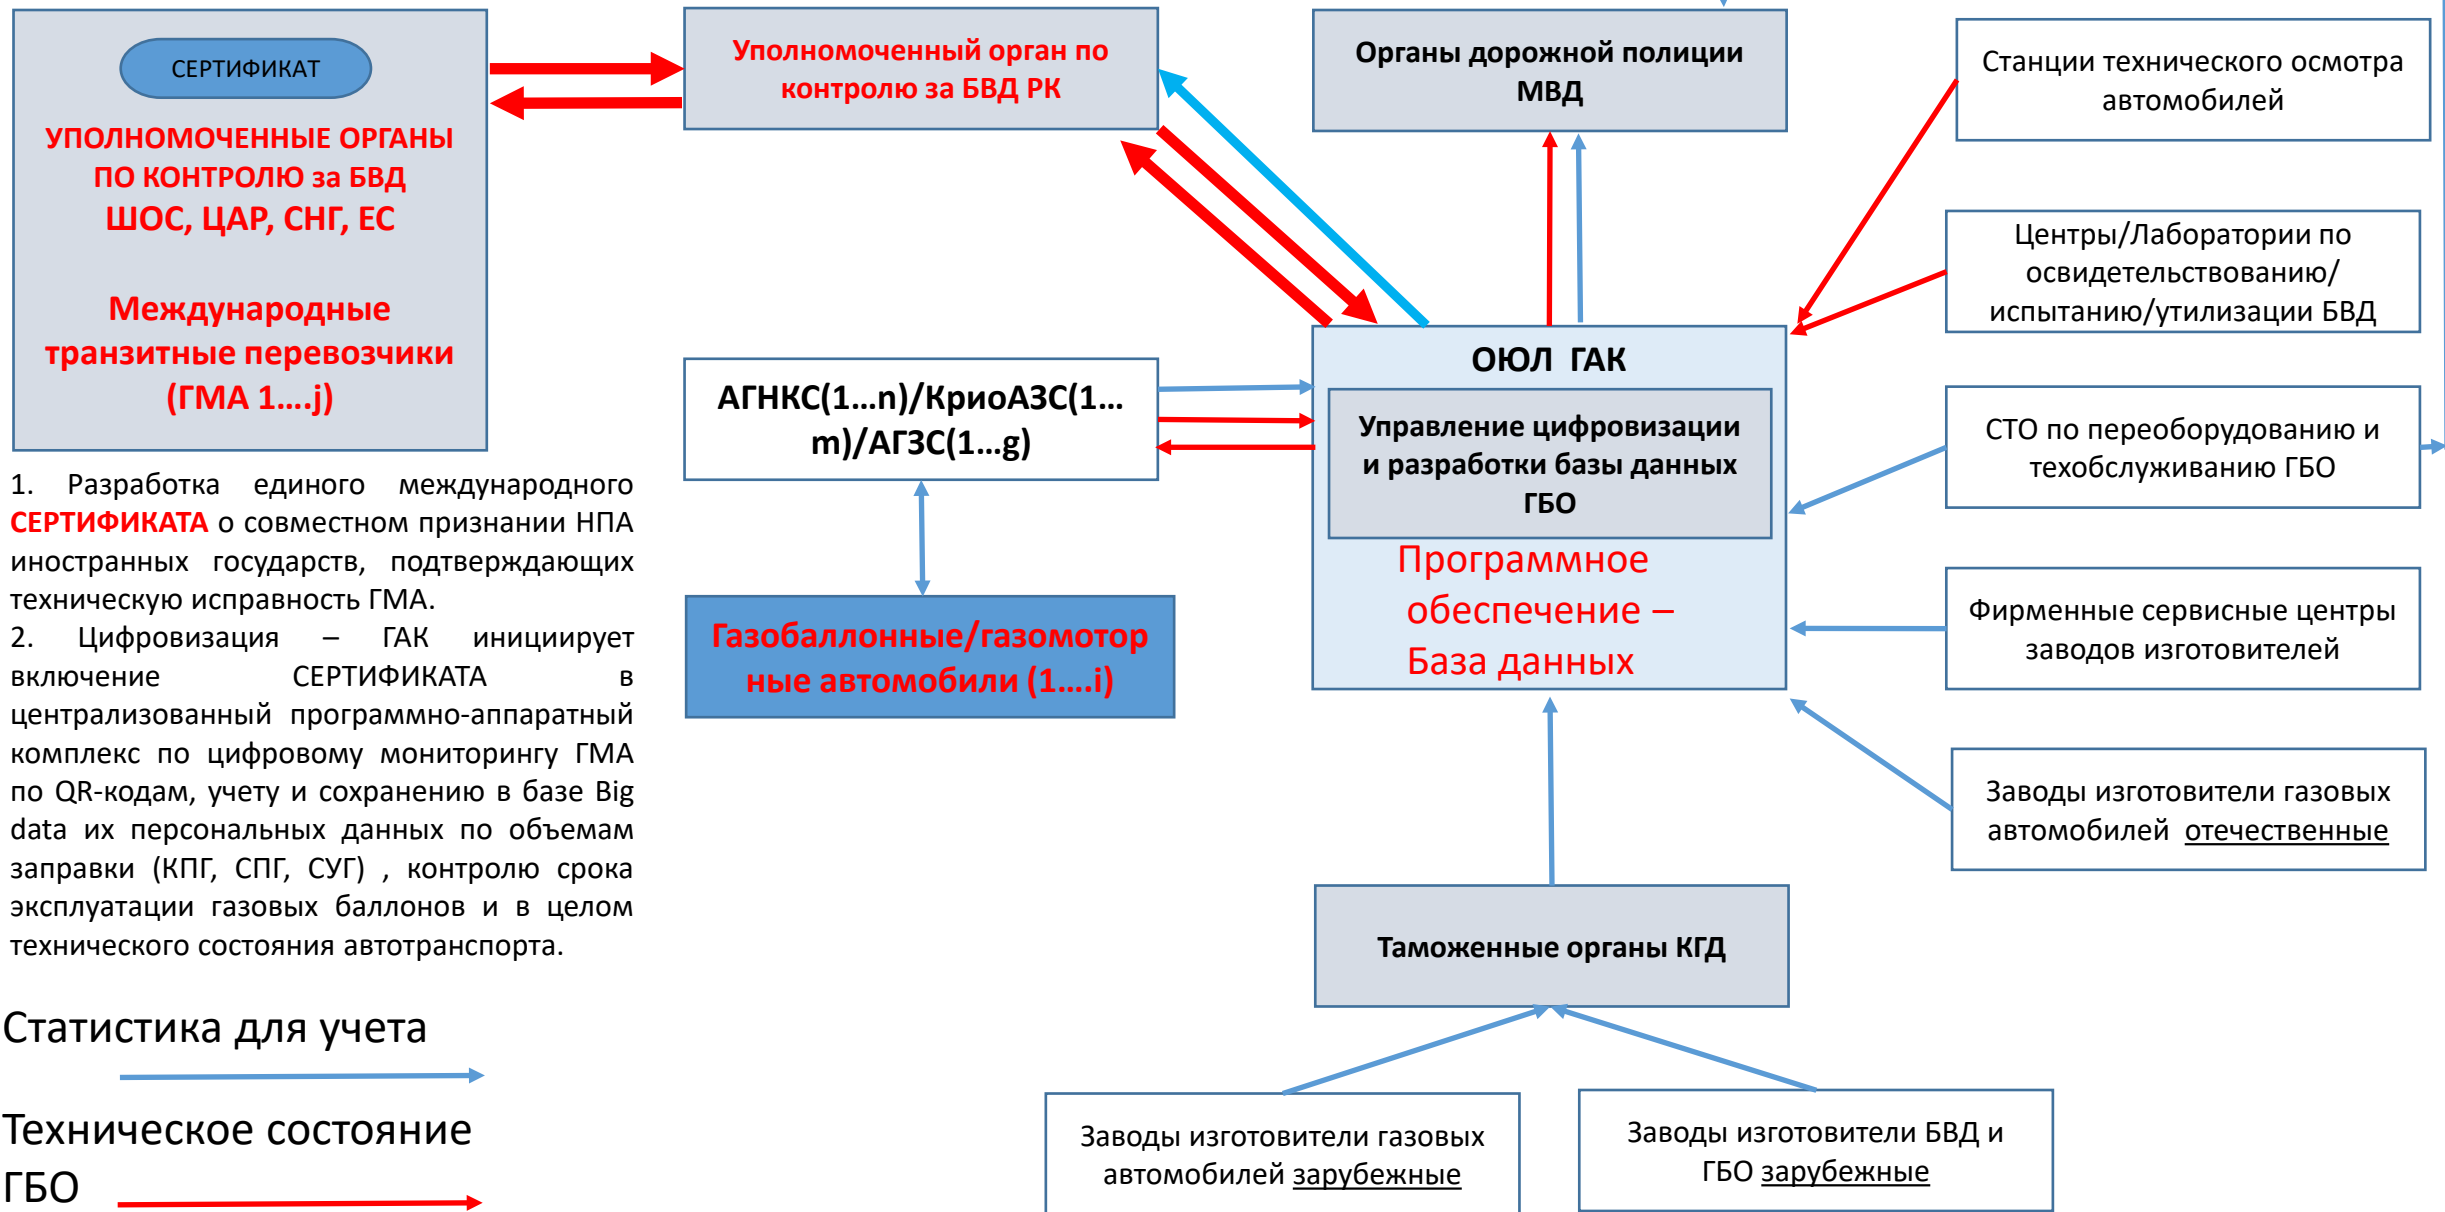 СЕРТИФИКАТ
УПОЛНОМОЧЕННЫЕ ОРГАНЫ
ПО КОНТРОЛЮ за БВД
ШОС, ЦАР, СНГ, ЕС
Международные
транзитные перевозчики
(ГМА 1....j)
Уполномоченный орган по
контролю за БВД РК
Органы дорожной полиции
МВД
Станции технического осмотра
автомобилей
Центры/Лаборатории по
освидетельствованию/
испытанию/утилизации БВД
ОЮЛ ГАК
Управление цифровизации
и разработки базы данных
ГБО
Программное
обеспечение –
База данных
АГНКС(1...n)/КриоАЗС(1...
m)/АГЗС(1...g)
Газобаллонные/газомотор
ные автомобили (1....i)
СТО по переоборудованию и
техобслуживанию ГБО
Фирменные сервисные центры
заводов изготовителей
Заводы изготовители газовых
автомобилей отечественные
Таможенные органы КГД
Заводы изготовители газовых
автомобилей зарубежные
Заводы изготовители БВД и
ГБО зарубежные
1. Разработка единого международного
СЕРТИФИКАТА о совместном признании НПА
иностранных государств, подтверждающих
техническую исправность ГМА.
2. Цифровизация – ГАК инициирует
включение СЕРТИФИКАТА в
централизованный программно-аппаратный
комплекс по цифровому мониторингу ГМА
по QR-кодам, учету и сохранению в базе Big
data их персональных данных по объемам
заправки (КПГ, СПГ, СУГ) , контролю срока
эксплуатации газовых баллонов и в целом
технического состояния автотранспорта.
Статистика для учета
Техническое состояние
ГБО